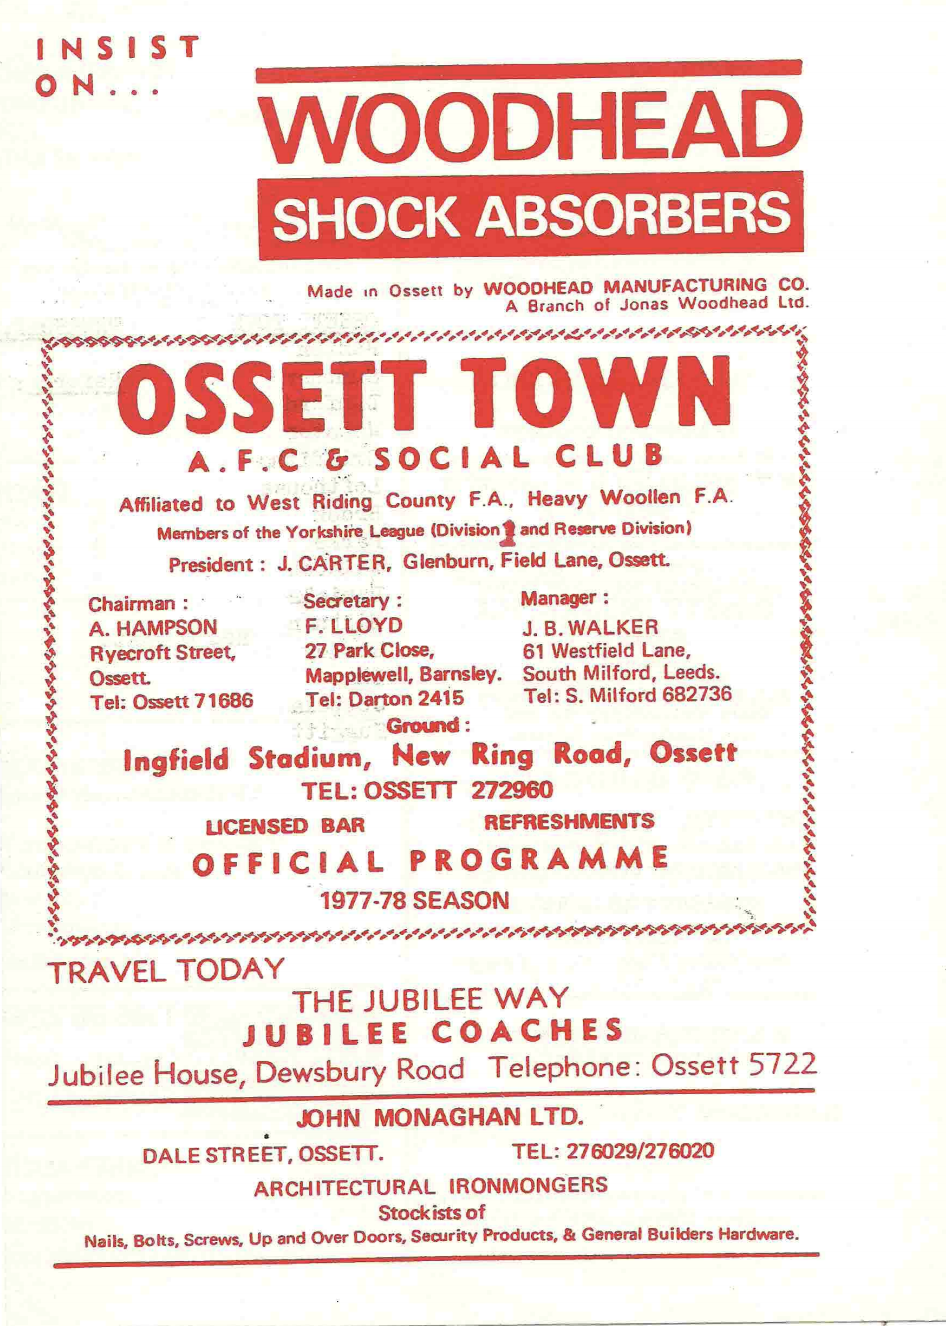 INSIST
ON...
WOODHEAD
SHOCK ABSORBERS
Made in Ossett by WOODHEAD MANUFACTURING CO.
A Branch of Jonas Woodhead Ltd.
OSSETT TOWN
A.F.C & SOCIAL CLUB
Affiliated to West Riding County F.A., Heavy Woollen F.A.
Members of the Yorkshire League (Division 1 and Reserve Division)
President : J. CARTER, Glenburn, Field Lane, Ossett.
Chairman :
A. HAMPSON
Ryecroft Street,
Ossett.
Tel: Ossett 71686
Secretary :
F. LLOYD
27 Park Close,
Mapplewell, Barnsley.
Tel: Darton 2415
Manager :
J. B. WALKER
61 Westfield Lane,
South Milford, Leeds.
Tel: S. Milford 682736
Ground :
Ingfield Stadium, New Ring Road, Ossett
TEL: OSSETT 272960
LICENSED BAR REFRESHMENTS
OFFICIAL PROGRAMME
1977-78 SEASON
TRAVEL TODAY
THE JUBILEE WAY
JUBILEE COACHES
Jubilee House, Dewsbury Road Telephone: Ossett 5722
JOHN MONAGHAN LTD.
DALE STREET, OSSETT. TEL: 276029/276020
ARCHITECTURAL IRONMONGERS
Stockists of
Nails, Bolts, Screws, Up and Over Doors, Security Products, & General Builders Hardware.